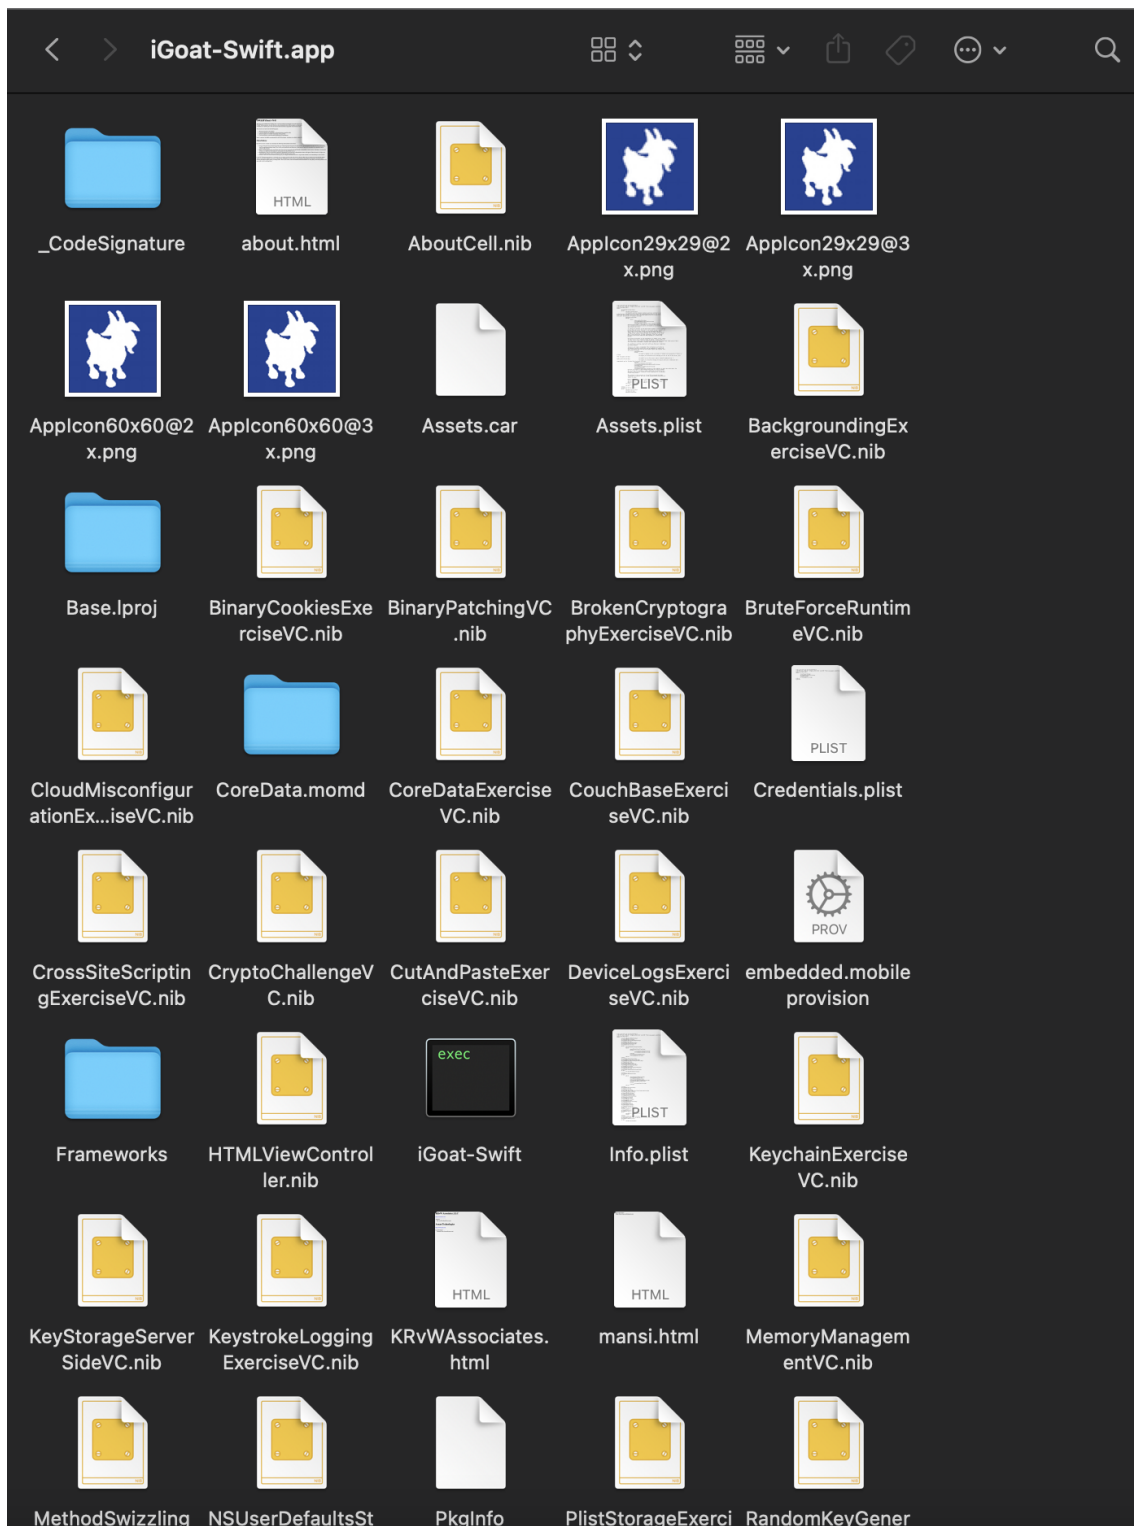 iGoat-Swift.app
HTML
_CodeSignature
about.html
AboutCell.nib
AppIcon29x29@2
x.png
AppIcon29x29@3
x.png
PLIST
AppIcon60x60@2
x.png
AppIcon60x60@3
x.png
Assets.car
Assets.plist
BackgroundingEx
erciseVC.nib
Base.lproj
BinaryCookiesExe
rciseVC.nib
BinaryPatchingVC
.nib
BrokenCryptogra
phyExerciseVC.nib
BruteForceRuntim
eVC.nib
PLIST
CloudMisconfigur
ationEx...iseVC.nib
CoreData.momd
CoreDataExercise
VC.nib
CouchBaseExerci
seVC.nib
Credentials.plist
PROV
CrossSiteScriptin
gExerciseVC.nib
CryptoChallengeV
C.nib
CutAndPasteExer
ciseVC.nib
DeviceLogsExerci
seVC.nib
embedded.mobile
provision
exec
PLIST
Frameworks
HTMLViewControl
ler.nib
iGoat-Swift
Info.plist
KeychainExercise
VC.nib
HTML
HTML
KeyStorageServer
SideVC.nib
KeystrokeLogging
ExerciseVC.nib
KRvWAssociates.
html
mansi.html
MemoryManagem
entVC.nib
MethodSwizzling
NSUserDefaultsSt
PkgInfo
PlistStorageExerci
RandomKeyGener